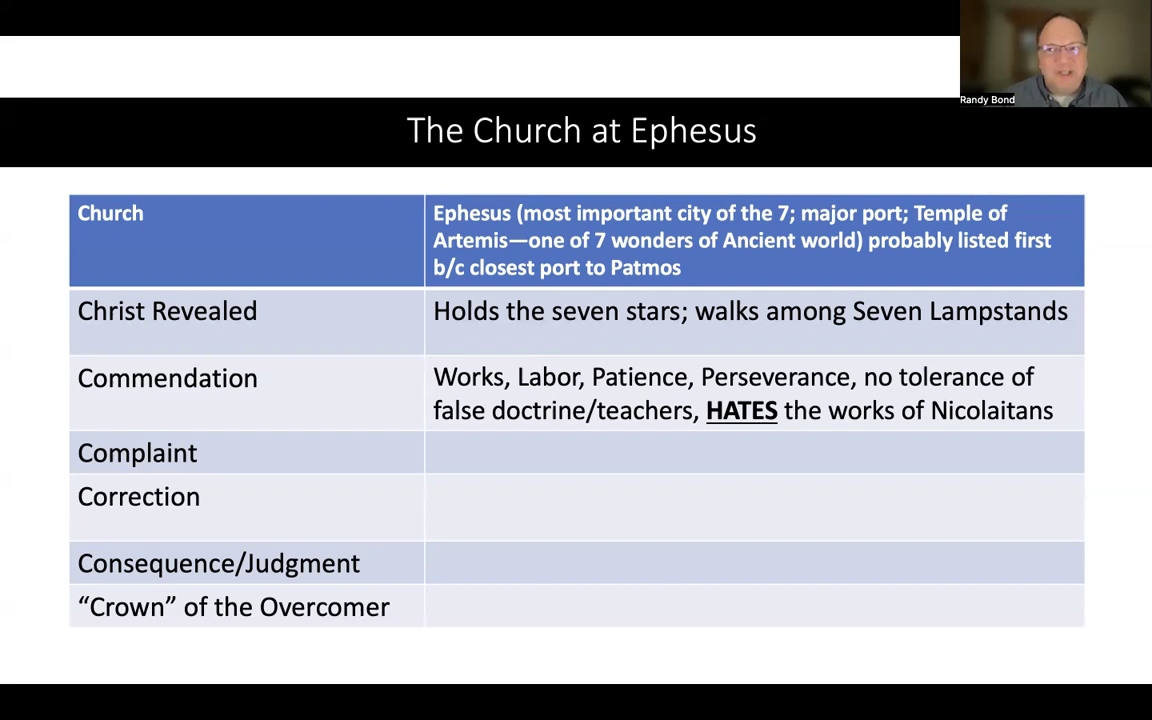 Randy Bond
The Church at Ephesus
Church
Ephesus (most important city of the 7; major port; Temple of
Artemis—one of 7 wonders of Ancient world) probably listed first
b/c closest port to Patmos
Christ Revealed
Holds the seven stars; walks among Seven Lampstands
Commendation
Works, Labor, Patience, Perseverance, no tolerance of
false doctrine/teachers, HATES the works of Nicolaitans
Complaint
Correction
Consequence/Judgment
“Crown” of the Overcomer